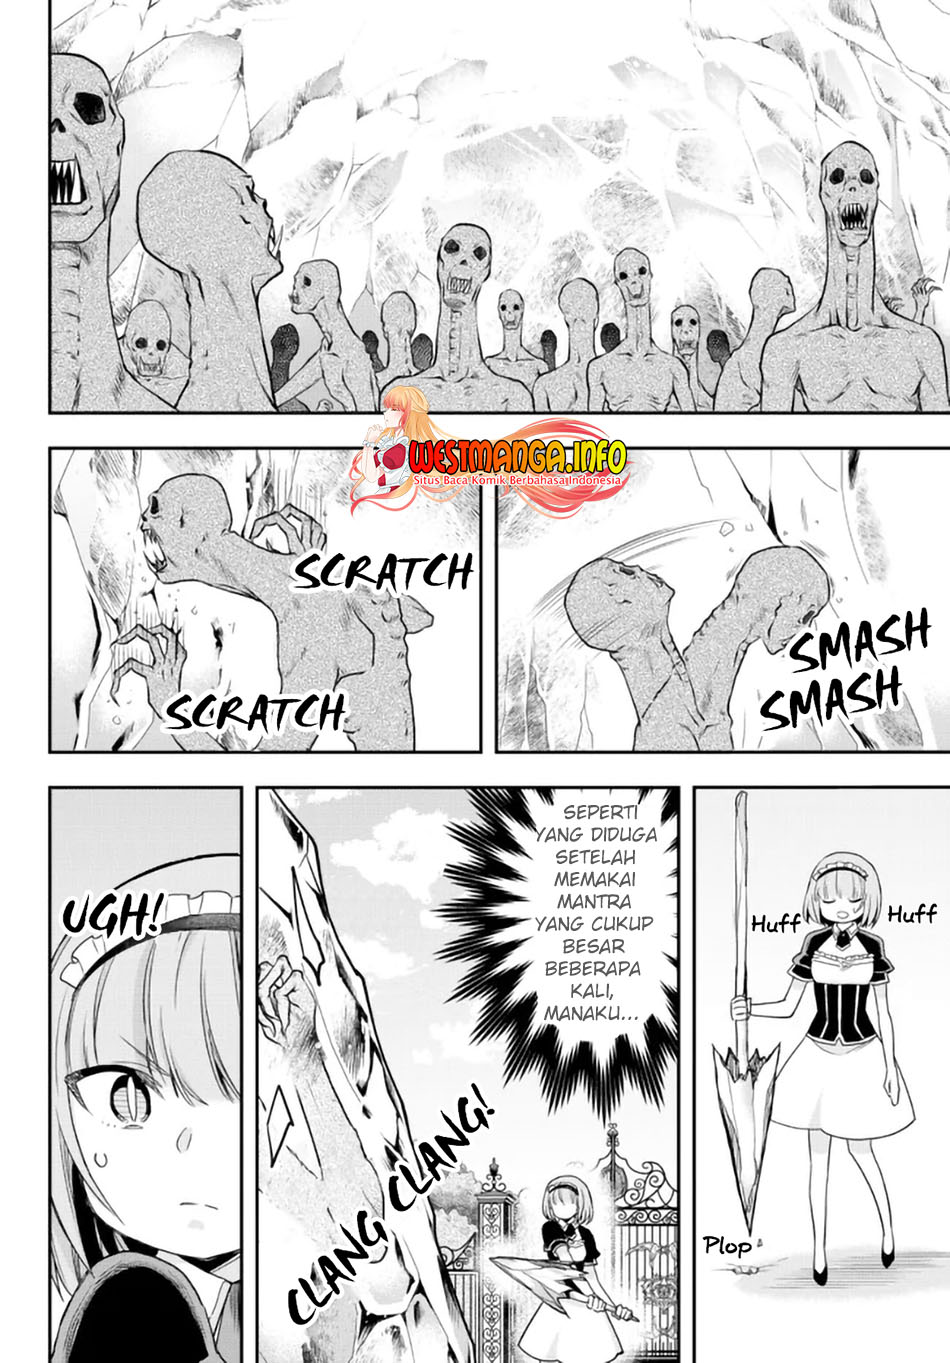 WESTMANGA.INFO
Situs Baca Komik Berbahasa Indonesia
SMASH
SMASH
SCRATCH
SCRATCH
Huff
Huff
Plop
SEPERTI
YANG DIDUGA
SETELAH
MEMAKAI
MANTRA
YANG CUKUP
BESAR
BEBERAPA
KALI,
MANAKU...
CLANG!
CLANG
UGH!